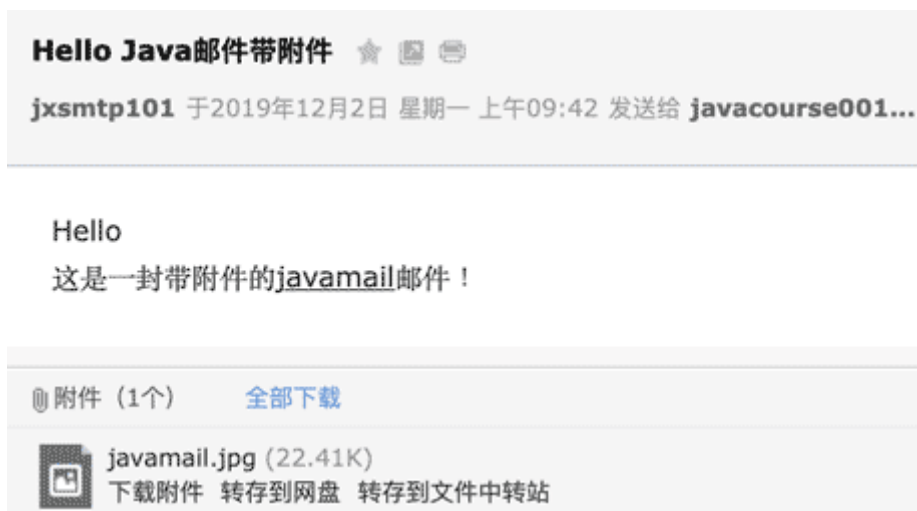 Hello Java邮件带附件
jxsmtp101 于2019年12月2日 星期一 上午09:42 发送给 javacourse001...
Hello
这是一封带附件的javamail邮件！
附件（1个） 全部下载
javamail.jpg (22.41K)
下载附件 转存到网盘 转存到文件中转站